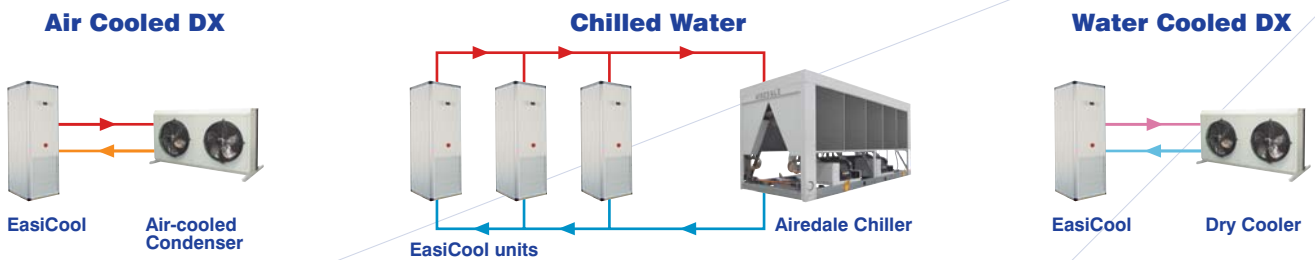 Air Cooled DX
Chilled Water
Water Cooled DX
AIREDALE
EasiCool
Air-cooled
Condenser
EasiCool units
Airedale Chiller
EasiCool
Dry Cooler